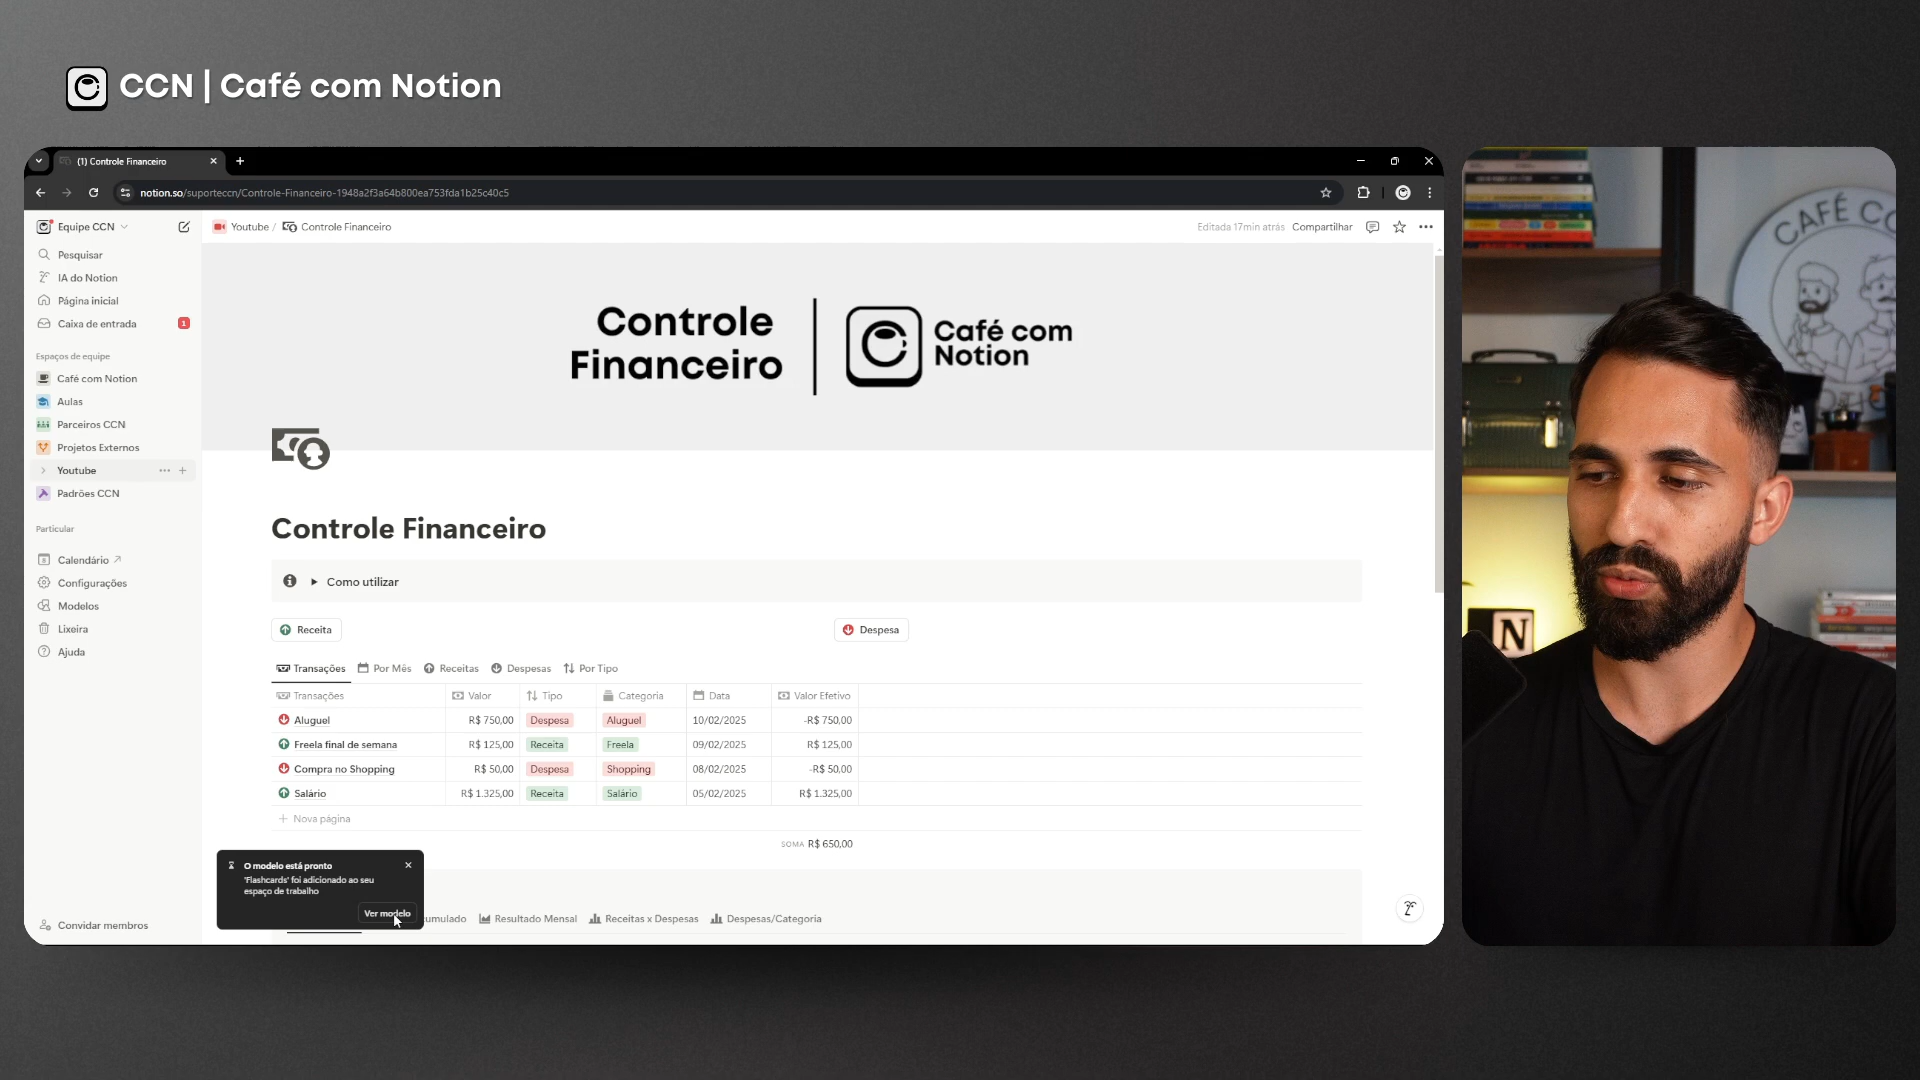 CCN | Café com Notion
(1) Controle Financeiro
notion.so/suporteccn/Controle-Financeiro-1948a2f3a64b800ea753fda1b25c40c5
Equipe CCN
Pesquisar
IA do Notion
Página inicial
Caixa de entrada 1
Espaços de equipe
Café com Notion
Aulas
Parceiros CCN
Projetos Externos
Youtube
Padrões CCN
Particular
Calendário
Configurações
Modelos
Lixeira
Ajuda
Convidar membros
Youtube / Controle Financeiro
Editada 17min atrás Compartilhar
Controle
Financeiro
Café com
Notion
Controle Financeiro
Como utilizar
Receita
Despesa
Transações Por Mês Receitas Despesas Por Tipo
Transações Valor Tipo Categoria Data Valor Efetivo
Aluguel R$ 750,00 Despesa Aluguel 10/02/2025 -R$ 750,00
Freela final de semana R$ 125,00 Receita Freela 09/02/2025 R$ 125,00
Compra no Shopping R$ 50,00 Despesa Shopping 08/02/2025 -R$ 50,00
Salário R$ 1.325,00 Receita Salário 05/02/2025 R$ 1.325,00
Nova página
SOMA R$ 650,00
O modelo está pronto
'Flashcards' foi adicionado ao seu
espaço de trabalho
Ver modelo
cumulado Resultado Mensal Receitas x Despesas Despesas/Categoria
CAFÉ CO
N